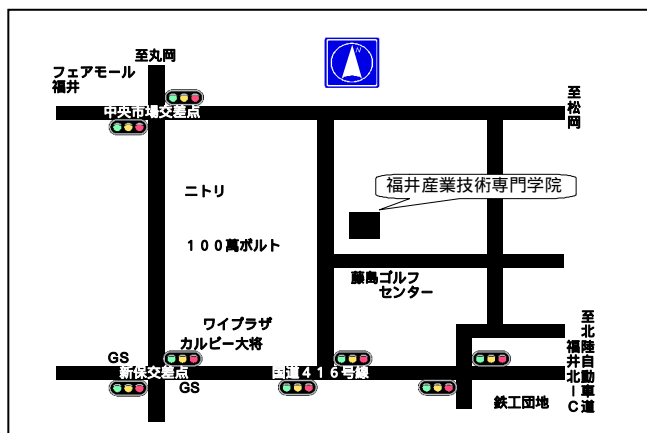 至丸岡
N
フェアモール
福井
中央市場交差点
至松岡
ニトリ
福井産業技術専門学院
100萬ボルト
藤島ゴルフ
センター
ワイプラザ
カルビー大将
GS
新保交差点
GS
国道416号線
至北陸自動車道
福井北IC
鉄工団地